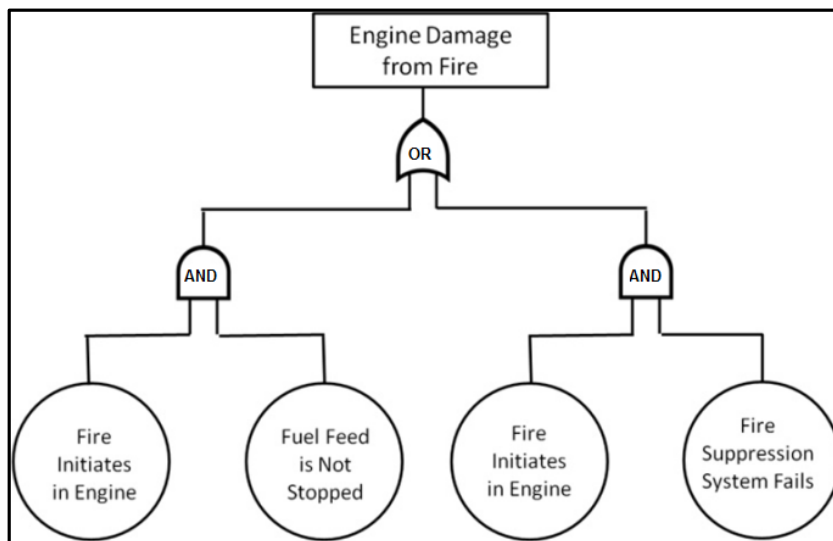 Engine Damage
from Fire
OR
AND
AND
Fire
Initiates
in Engine
Fuel Feed
is Not
Stopped
Fire
Initiates
in Engine
Fire
Suppression
System Fails